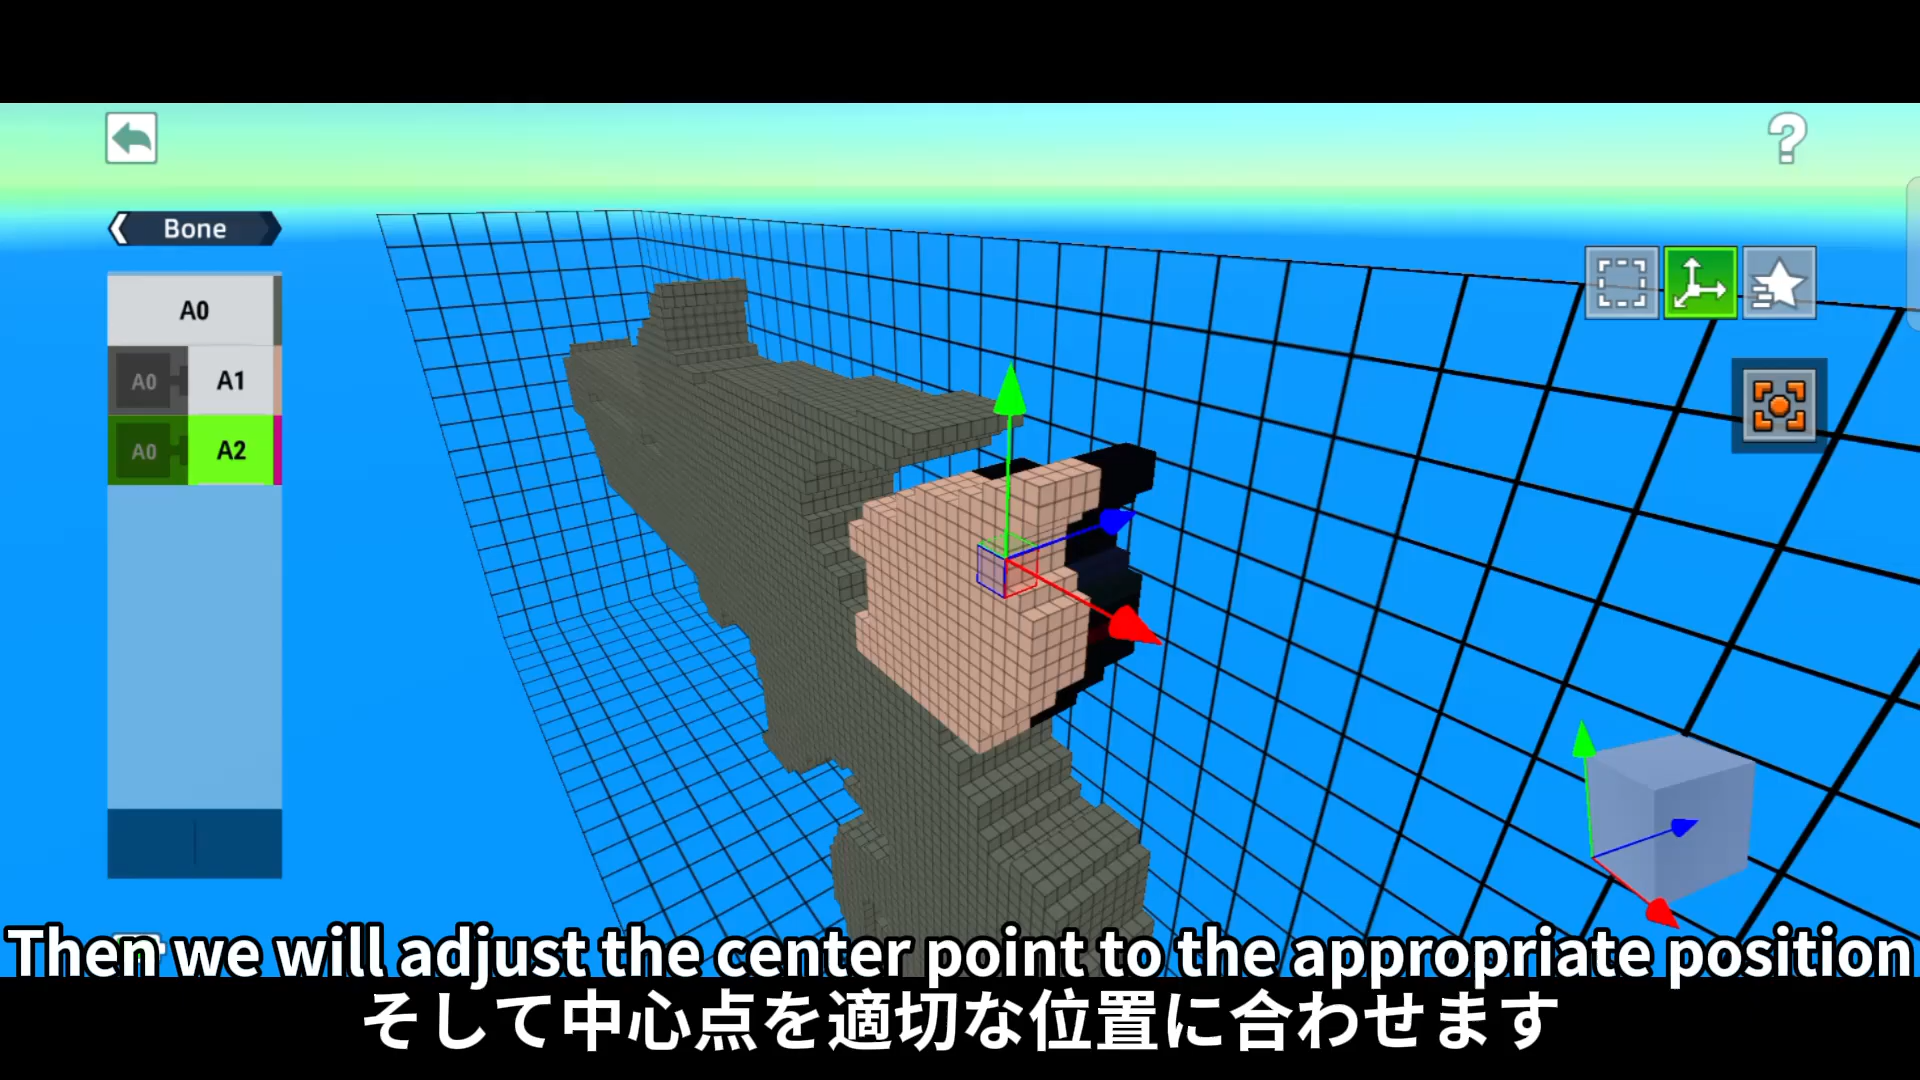 ?
Bone
A0
A0 A1
A0 A2
Then we will adjust the center point to the appropriate position
そして中心点を適切な位置に合わせます